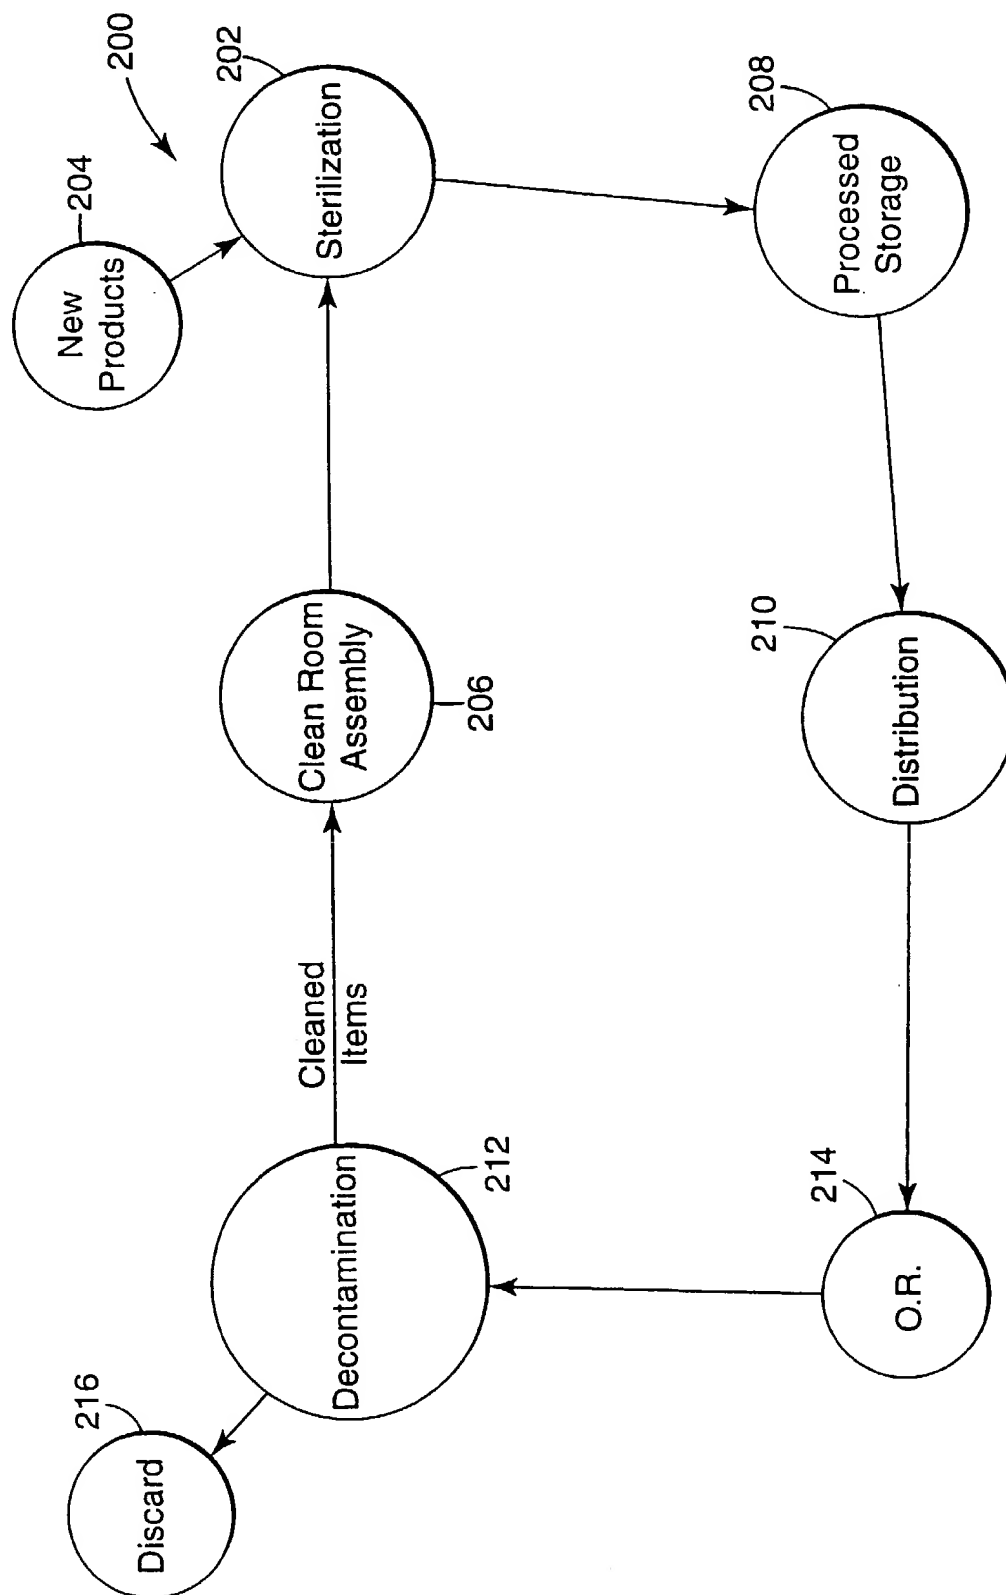 216
Discard
Decontamination
212
Cleaned
Items
Clean Room
Assembly
206
New
Products
204
200
202
Sterilization
214
O.R.
210
Distribution
208
Processed
Storage